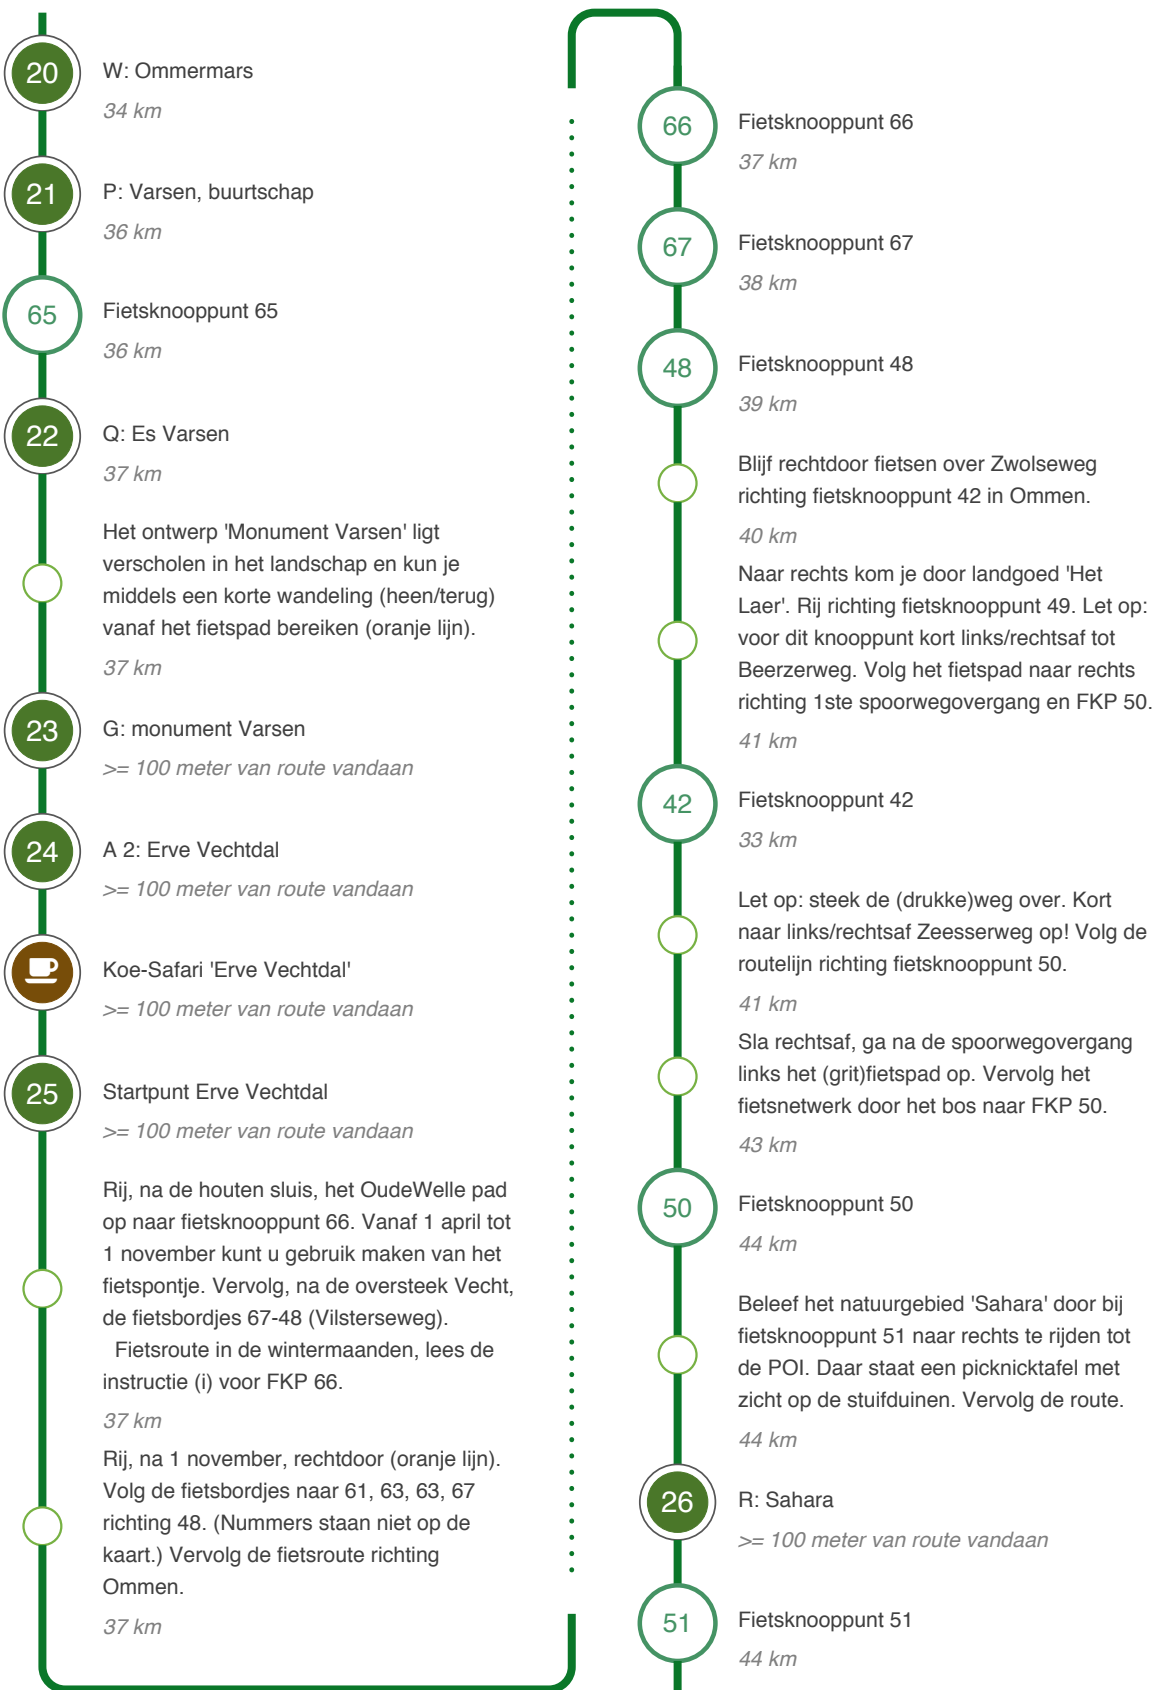 20
W: Ommermars
34 km
21
P: Varsen, buurtschap
36 km
65
Fietsknooppunt 65
36 km
22
Q: Es Varsen
37 km
Het ontwerp 'Monument Varsen' ligt
verscholen in het landschap en kun je
middels een korte wandeling (heen/terug)
vanaf het fietspad bereiken (oranje lijn).
37 km
23
G: monument Varsen
>= 100 meter van route vandaan
24
A 2: Erve Vechtdal
>= 100 meter van route vandaan
Koe-Safari 'Erve Vechtdal'
>= 100 meter van route vandaan
25
Startpunt Erve Vechtdal
>= 100 meter van route vandaan
Rij, na de houten sluis, het OudeWelle pad
op naar fietsknooppunt 66. Vanaf 1 april tot
1 november kunt u gebruik maken van het
fietspontje. Vervolg, na de oversteek Vecht,
de fietsbordjes 67-48 (Vilsterseweg).
Fietsroute in de wintermaanden, lees de
instructie (i) voor FKP 66.
37 km
Rij, na 1 november, rechtdoor (oranje lijn).
Volg de fietsbordjes naar 61, 63, 63, 67
richting 48. (Nummers staan niet op de
kaart.) Vervolg de fietsroute richting
Ommen.
37 km
66
Fietsknooppunt 66
37 km
67
Fietsknooppunt 67
38 km
48
Fietsknooppunt 48
39 km
Blijf rechtdoor fietsen over Zwolseweg
richting fietsknooppunt 42 in Ommen.
40 km
Naar rechts kom je door landgoed 'Het
Laer'. Rij richting fietsknooppunt 49. Let op:
voor dit knooppunt kort links/rechtsaf tot
Beerzerweg. Volg het fietspad naar rechts
richting 1ste spoorwegovergang en FKP 50.
41 km
42
Fietsknooppunt 42
33 km
Let op: steek de (drukke)weg over. Kort
naar links/rechtsaf Zeesserweg op! Volg de
routelijn richting fietsknooppunt 50.
41 km
Sla rechtsaf, ga na de spoorwegovergang
links het (grit)fietspad op. Vervolg het
fietsnetwerk door het bos naar FKP 50.
43 km
50
Fietsknooppunt 50
44 km
Beleef het natuurgebied 'Sahara' door bij
fietsknooppunt 51 naar rechts te rijden tot
de POI. Daar staat een picknicktafel met
zicht op de stuifduinen. Vervolg de route.
44 km
26
R: Sahara
>= 100 meter van route vandaan
51
Fietsknooppunt 51
44 km